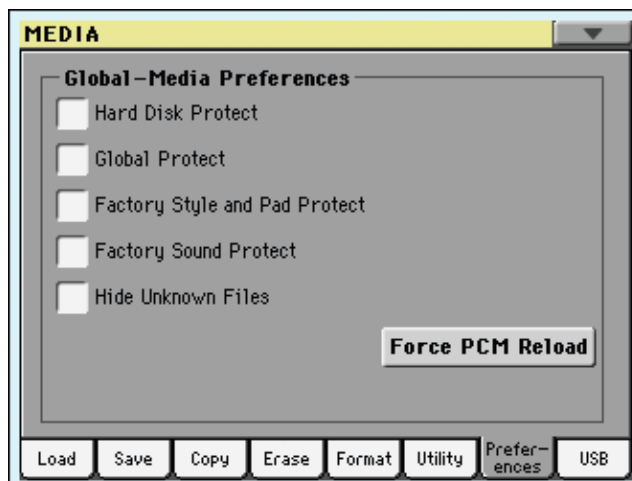 MEDIA
Global-Media Preferences
Hard Disk Protect
Global Protect
Factory Style and Pad Protect
Factory Sound Protect
Hide Unknown Files
Force PCM Reload
Load Save Copy Erase Format Utility Prefer-
ences USB